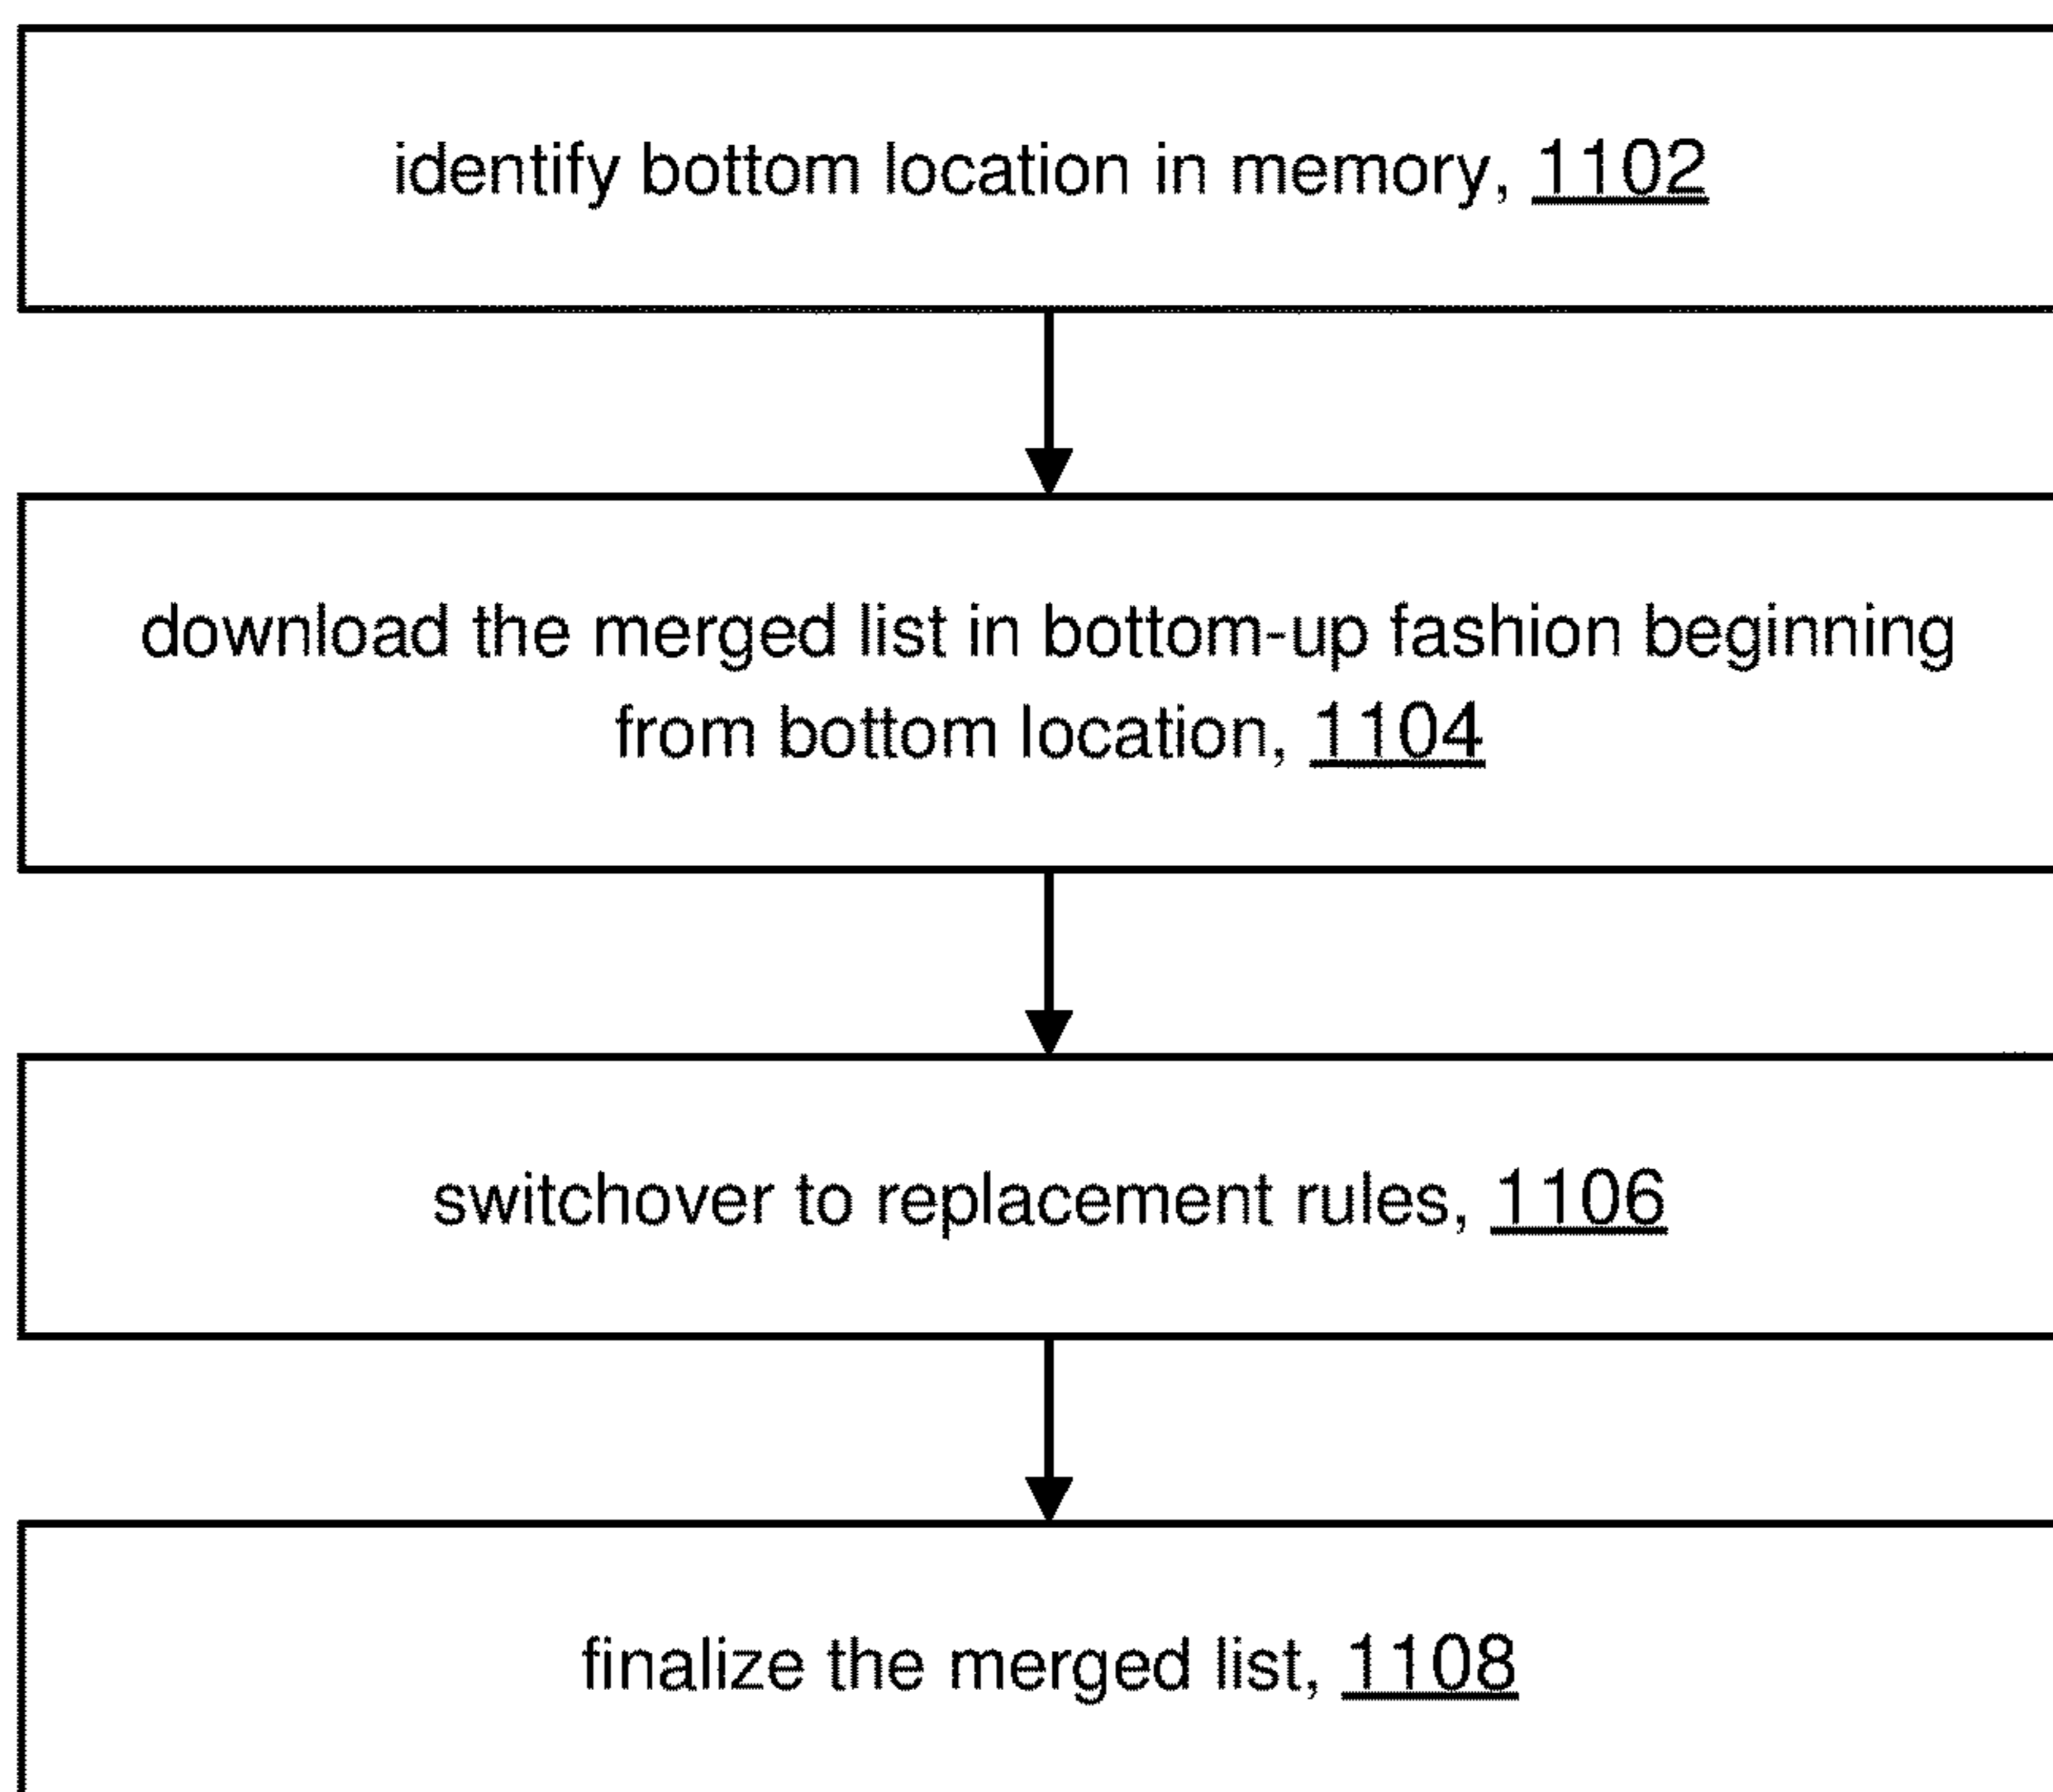 identify bottom location in memory, 1102
download the merged list in bottom-up fashion beginning
from bottom location, 1104
switchover to replacement rules, 1106
finalize the merged list, 1108